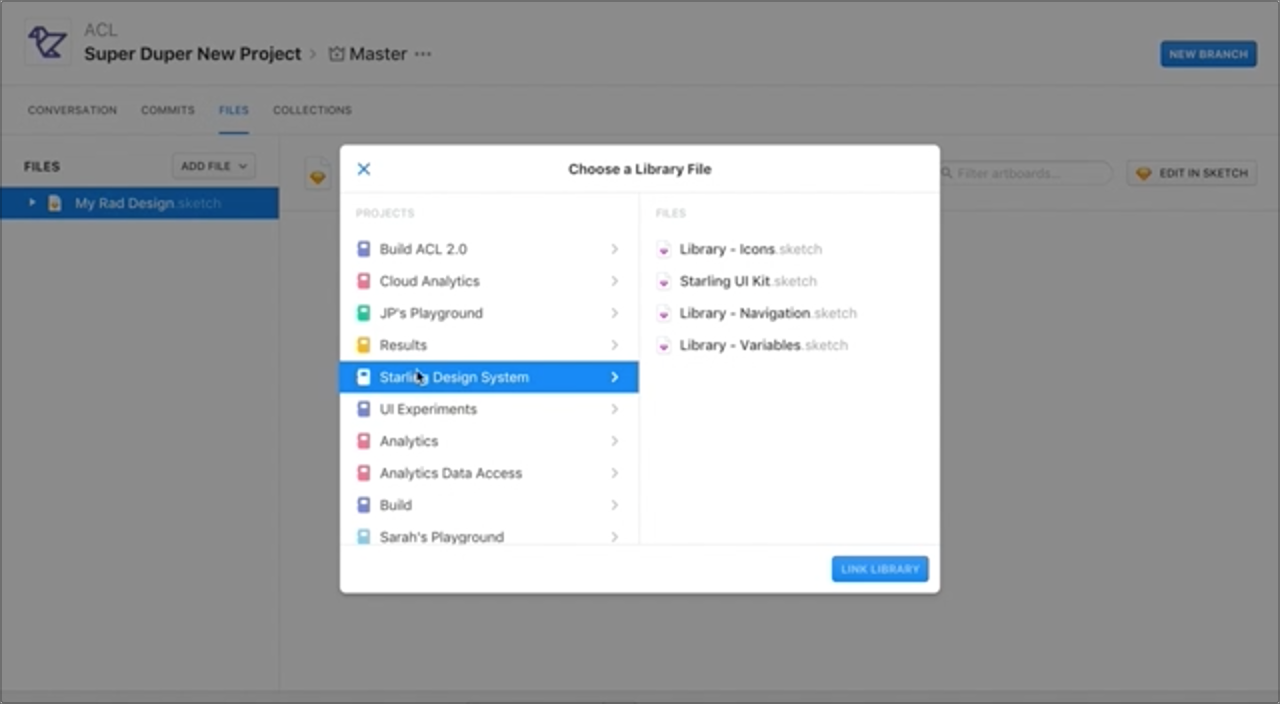 ACL
Super Duper New Project > Master ···
NEW BRANCH
CONVERSATION COMMITS FILES COLLECTIONS
FILES
ADD FILE
My Rad Design.sketch
Filter artboards...
EDIT IN SKETCH
Choose a Library File
PROJECTS
Build ACL 2.0
Cloud Analytics
JP's Playground
Results
Starling Design System
UI Experiments
Analytics
Analytics Data Access
Build
Sarah's Playground
FILES
Library - Icons.sketch
Starling UI Kit.sketch
Library - Navigation.sketch
Library - Variables.sketch
LINK LIBRARY